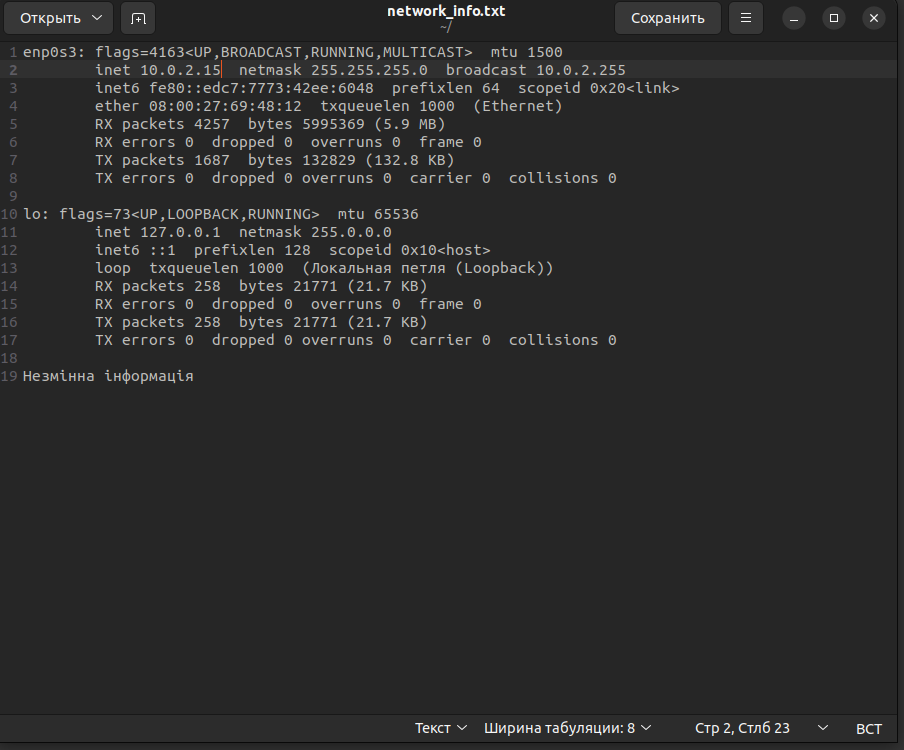 Открыть
network_info.txt
~/
Сохранить
1 enp0s3: flags=4163<UP,BROADCAST,RUNNING,MULTICAST>  mtu 1500
2         inet 10.0.2.15  netmask 255.255.255.0  broadcast 10.0.2.255
3         inet6 fe80::edc7:7773:42ee:6048  prefixlen 64  scopeid 0x20<link>
4         ether 08:00:27:69:48:12  txqueuelen 1000  (Ethernet)
5         RX packets 4257  bytes 5995369 (5.9 MB)
6         RX errors 0  dropped 0  overruns 0  frame 0
7         TX packets 1687  bytes 132829 (132.8 KB)
8         TX errors 0  dropped 0 overruns 0  carrier 0  collisions 0
9
10 lo: flags=73<UP,LOOPBACK,RUNNING>  mtu 65536
11         inet 127.0.0.1  netmask 255.0.0.0
12         inet6 ::1  prefixlen 128  scopeid 0x10<host>
13         loop  txqueuelen 1000  (Локальная петля (Loopback))
14         RX packets 258  bytes 21771 (21.7 KB)
15         RX errors 0  dropped 0  overruns 0  frame 0
16         TX packets 258  bytes 21771 (21.7 KB)
17         TX errors 0  dropped 0 overruns 0  carrier 0  collisions 0
18
19 Незмінна інформація
Текст  Ширина табуляции: 8  Стр 2, Стлб 23  ВСТ